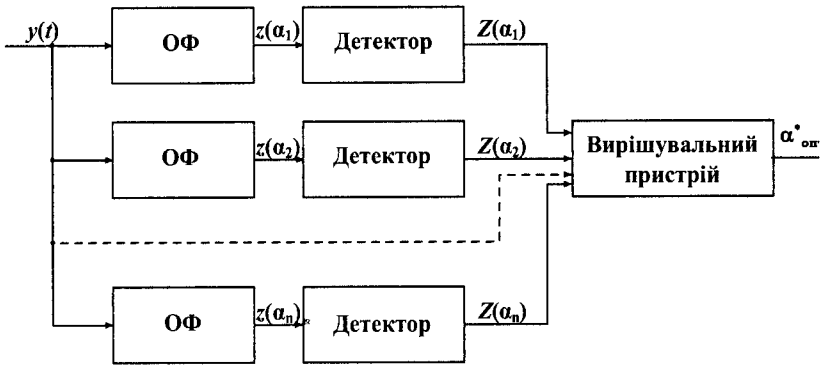 y(t) ОФ z(α₁) Детектор Z(α₁)
ОФ z(α₂) Детектор Z(α₂)
Вирішувальний
пристрій
α*опт
ОФ z(αₙ) Детектор Z(αₙ)